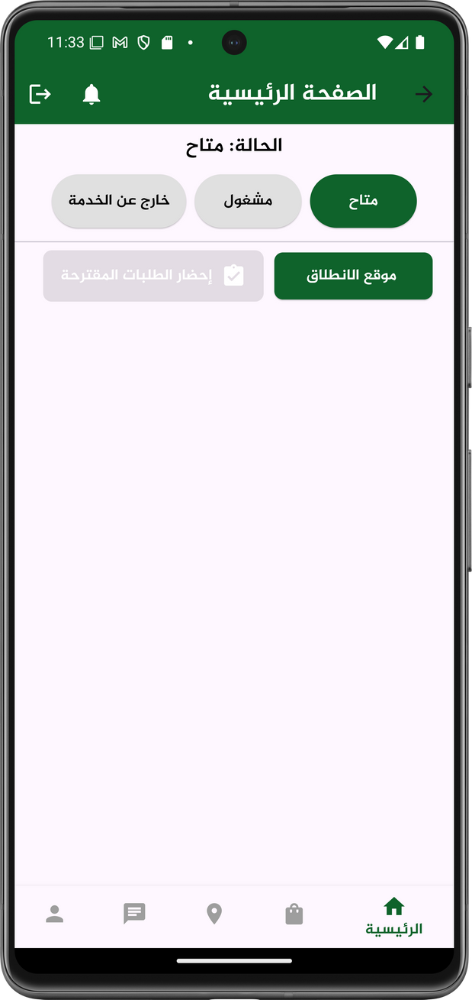 11:33
الصفحة الرئيسية
الحالة: متاح
متاح مشغول خارج عن الخدمة
موقع الانطلاق إحضار الطلبات المقترحة
الرئيسية